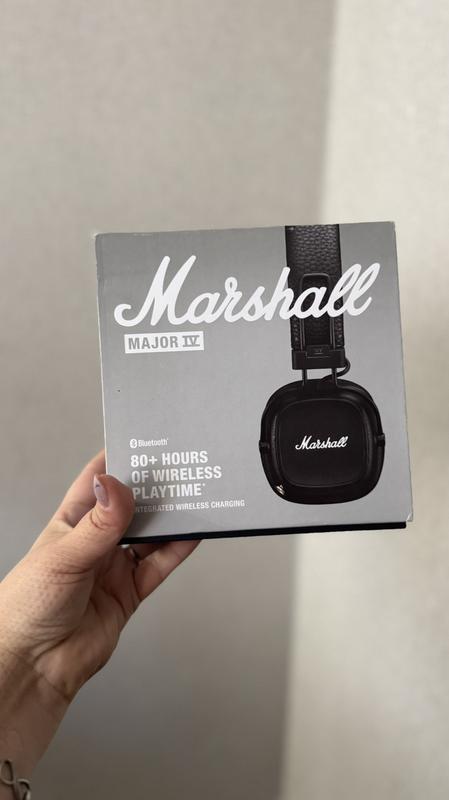 Marshall
MAJOR IV
Bluetooth®
80+ HOURS
OF WIRELESS
PLAYTIME*
INTEGRATED WIRELESS CHARGING
Marshall